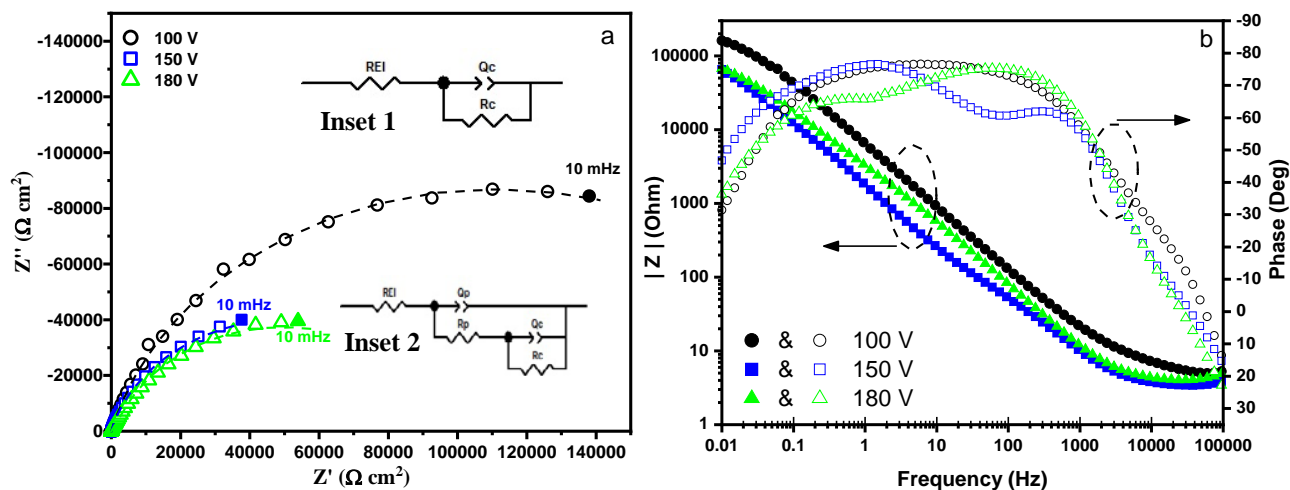 a
-140000
-120000
-100000
-80000
-60000
-40000
-20000
0
Z'' (Ω cm²)
100 V
150 V
180 V
REI
Qc
Rc
Inset 1
10 mHz
10 mHz
10 mHz
REI
Qp
Rp
Qc
Rc
Inset 2
0 20000 40000 60000 80000 100000 120000 140000
Z' (Ω cm²)
b
100000
10000
1000
100
10
1
| Z | (Ohm)
& 100 V
& 150 V
& 180 V
0.01 0.1 1 10 100 1000 10000 100000
Frequency (Hz)
-90
-80
-70
-60
-50
-40
-30
-20
-10
0
10
20
30
Phase (Deg)